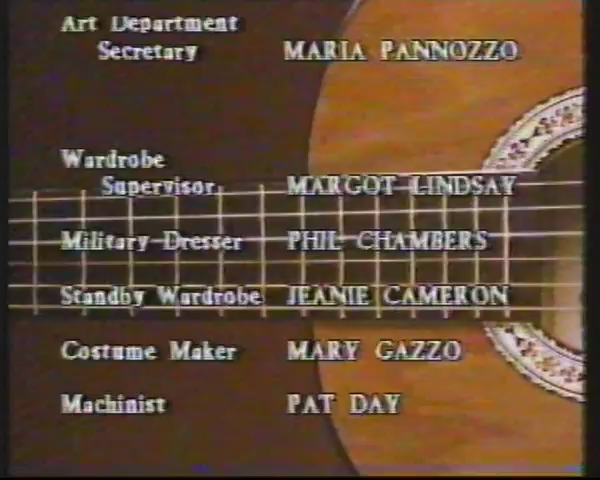 Art Department
Secretary MARIA PANNOZZO
Wardrobe
Supervisor MARGOT LINDSAY
Military Dresser PHIL CHAMBERS
Standby Wardrobe JEANIE CAMERON
Costume Maker MARY GAZZO
Machinist PAT DAY